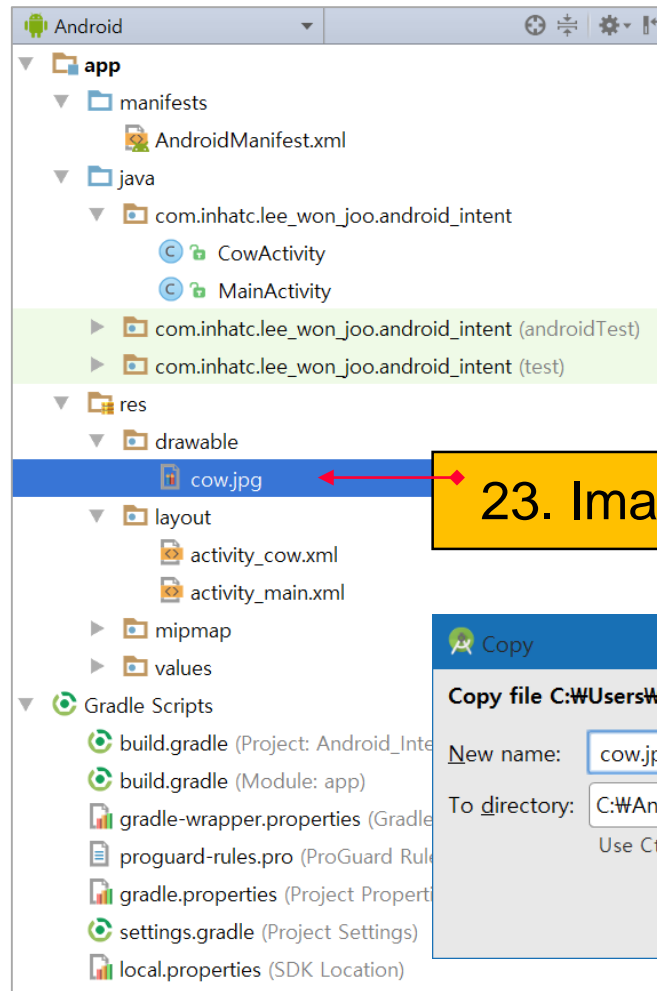 Android
app
manifests
AndroidManifest.xml
java
com.inhatc.lee_won_joo.android_intent
CowActivity
MainActivity
com.inhatc.lee_won_joo.android_intent (androidTest)
com.inhatc.lee_won_joo.android_intent (test)
res
drawable
cow.jpg
23. Ima
layout
activity_cow.xml
activity_main.xml
mipmap
values
Copy
Copy file C:₩Users₩
New name: cow.jp
To directory: C:₩An
Use Ct
Gradle Scripts
build.gradle (Project: Android_Inte
build.gradle (Module: app)
gradle-wrapper.properties (Gradle
proguard-rules.pro (ProGuard Rule
gradle.properties (Project Properti
settings.gradle (Project Settings)
local.properties (SDK Location)